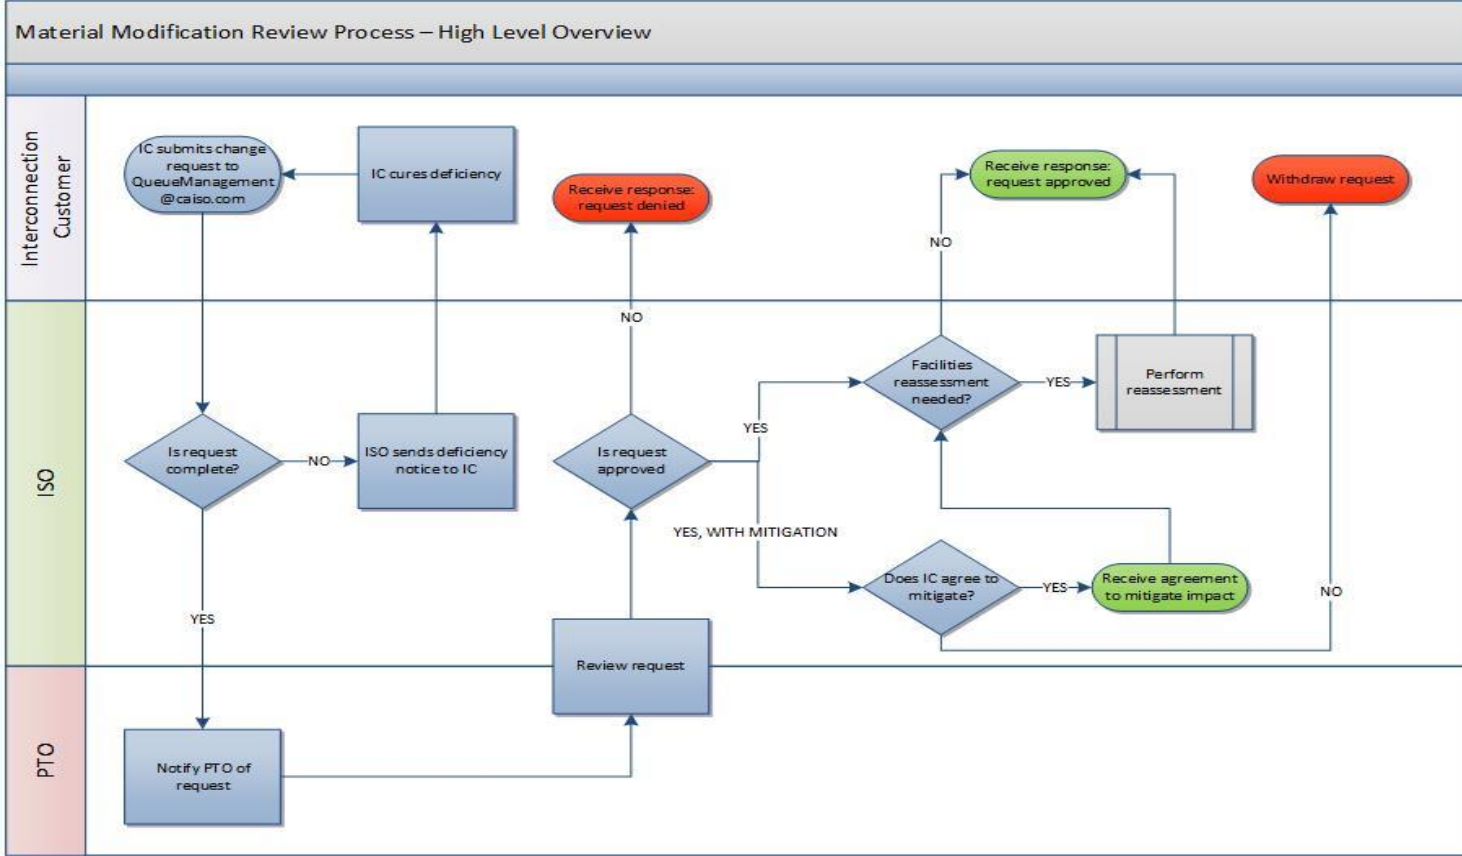 Material Modification Review Process – High Level Overview
Interconnection
Customer
IC submits change
request to
QueueManagement
@caiso.com
IC cures deficiency
Receive response:
request denied
Receive response:
request approved
Withdraw request
NO
ISO
NO
Facilities
reassessment
needed?
YES
Perform
reassessment
YES
Is request
complete?
NO
ISO sends deficiency
notice to IC
Is request
approved
YES, WITH MITIGATION
Does IC agree to
mitigate?
YES
Receive agreement
to mitigate impact
NO
YES
Review request
PTO
Notify PTO of
request